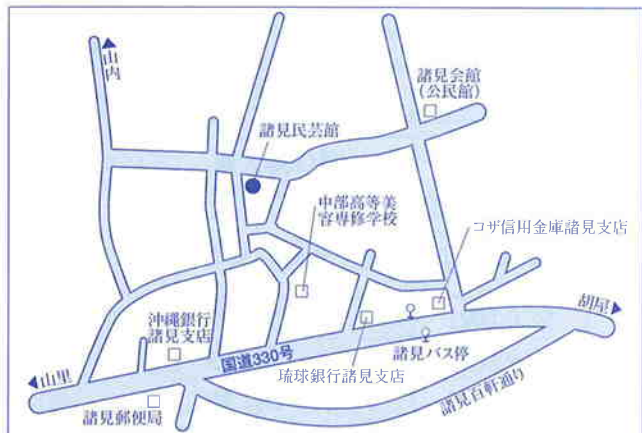 ▲山内
諸見会館
(公民館)
諸見民芸館
中部高等美
容専修学校
コザ信用金庫諸見支店
胡屋▶
沖縄銀行
諸見支店
国道330号
諸見バス停
◀山里
琉球銀行諸見支店
諸見百軒通り
諸見郵便局